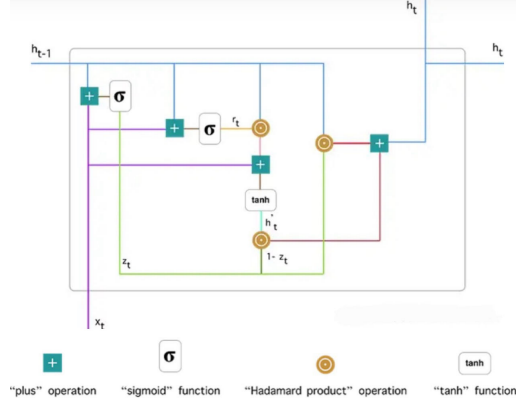 h_t
h_t-1
h_t
σ
σ
r_t
tanh
h'_t
1- z_t
z_t
x_t
σ
tanh
"plus" operation "sigmoid" function "Hadamard product" operation "tanh" function